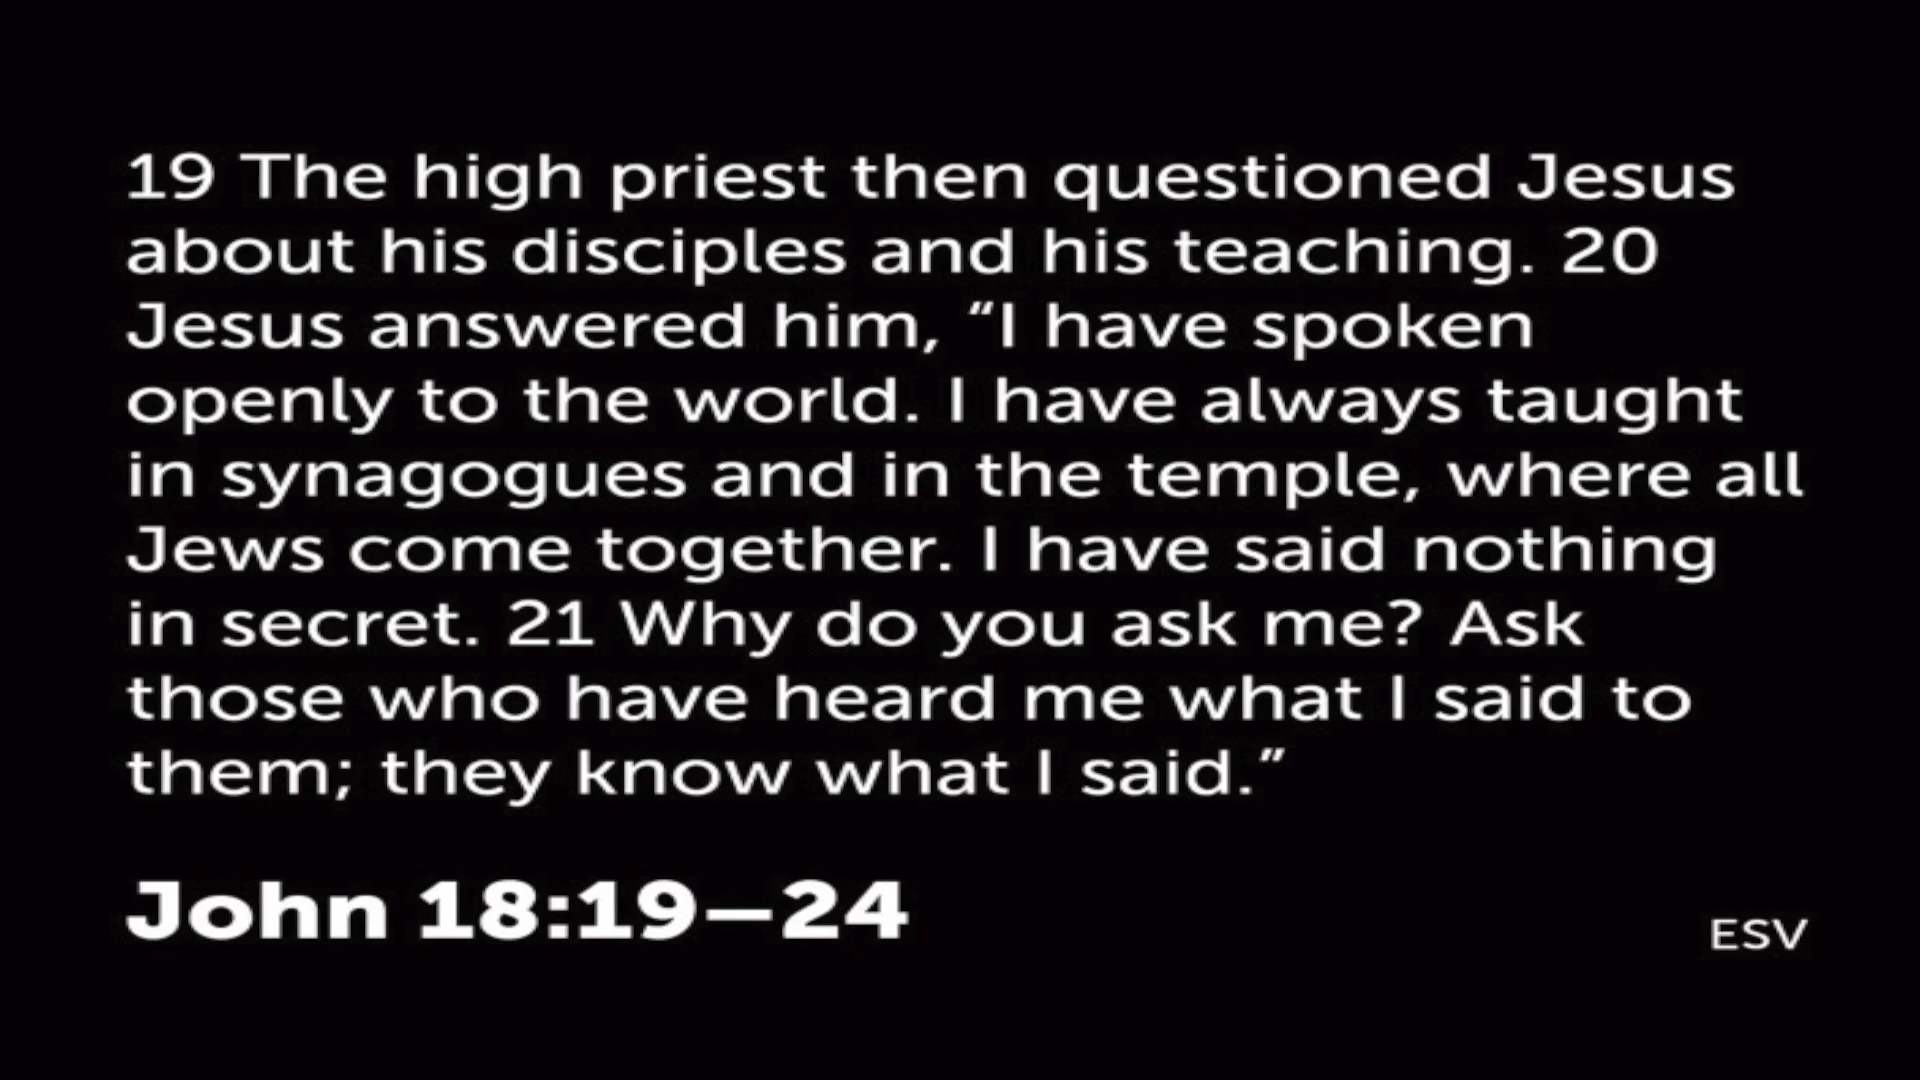 19 The high priest then questioned Jesus
about his disciples and his teaching. 20
Jesus answered him, “I have spoken
openly to the world. I have always taught
in synagogues and in the temple, where all
Jews come together. I have said nothing
in secret. 21 Why do you ask me? Ask
those who have heard me what I said to
them; they know what I said.”
John 18:19—24
ESV